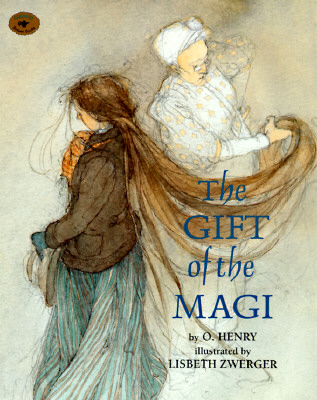 The
GIFT
of the
MAGI
by O. HENRY
illustrated by
LISBETH ZWERGER